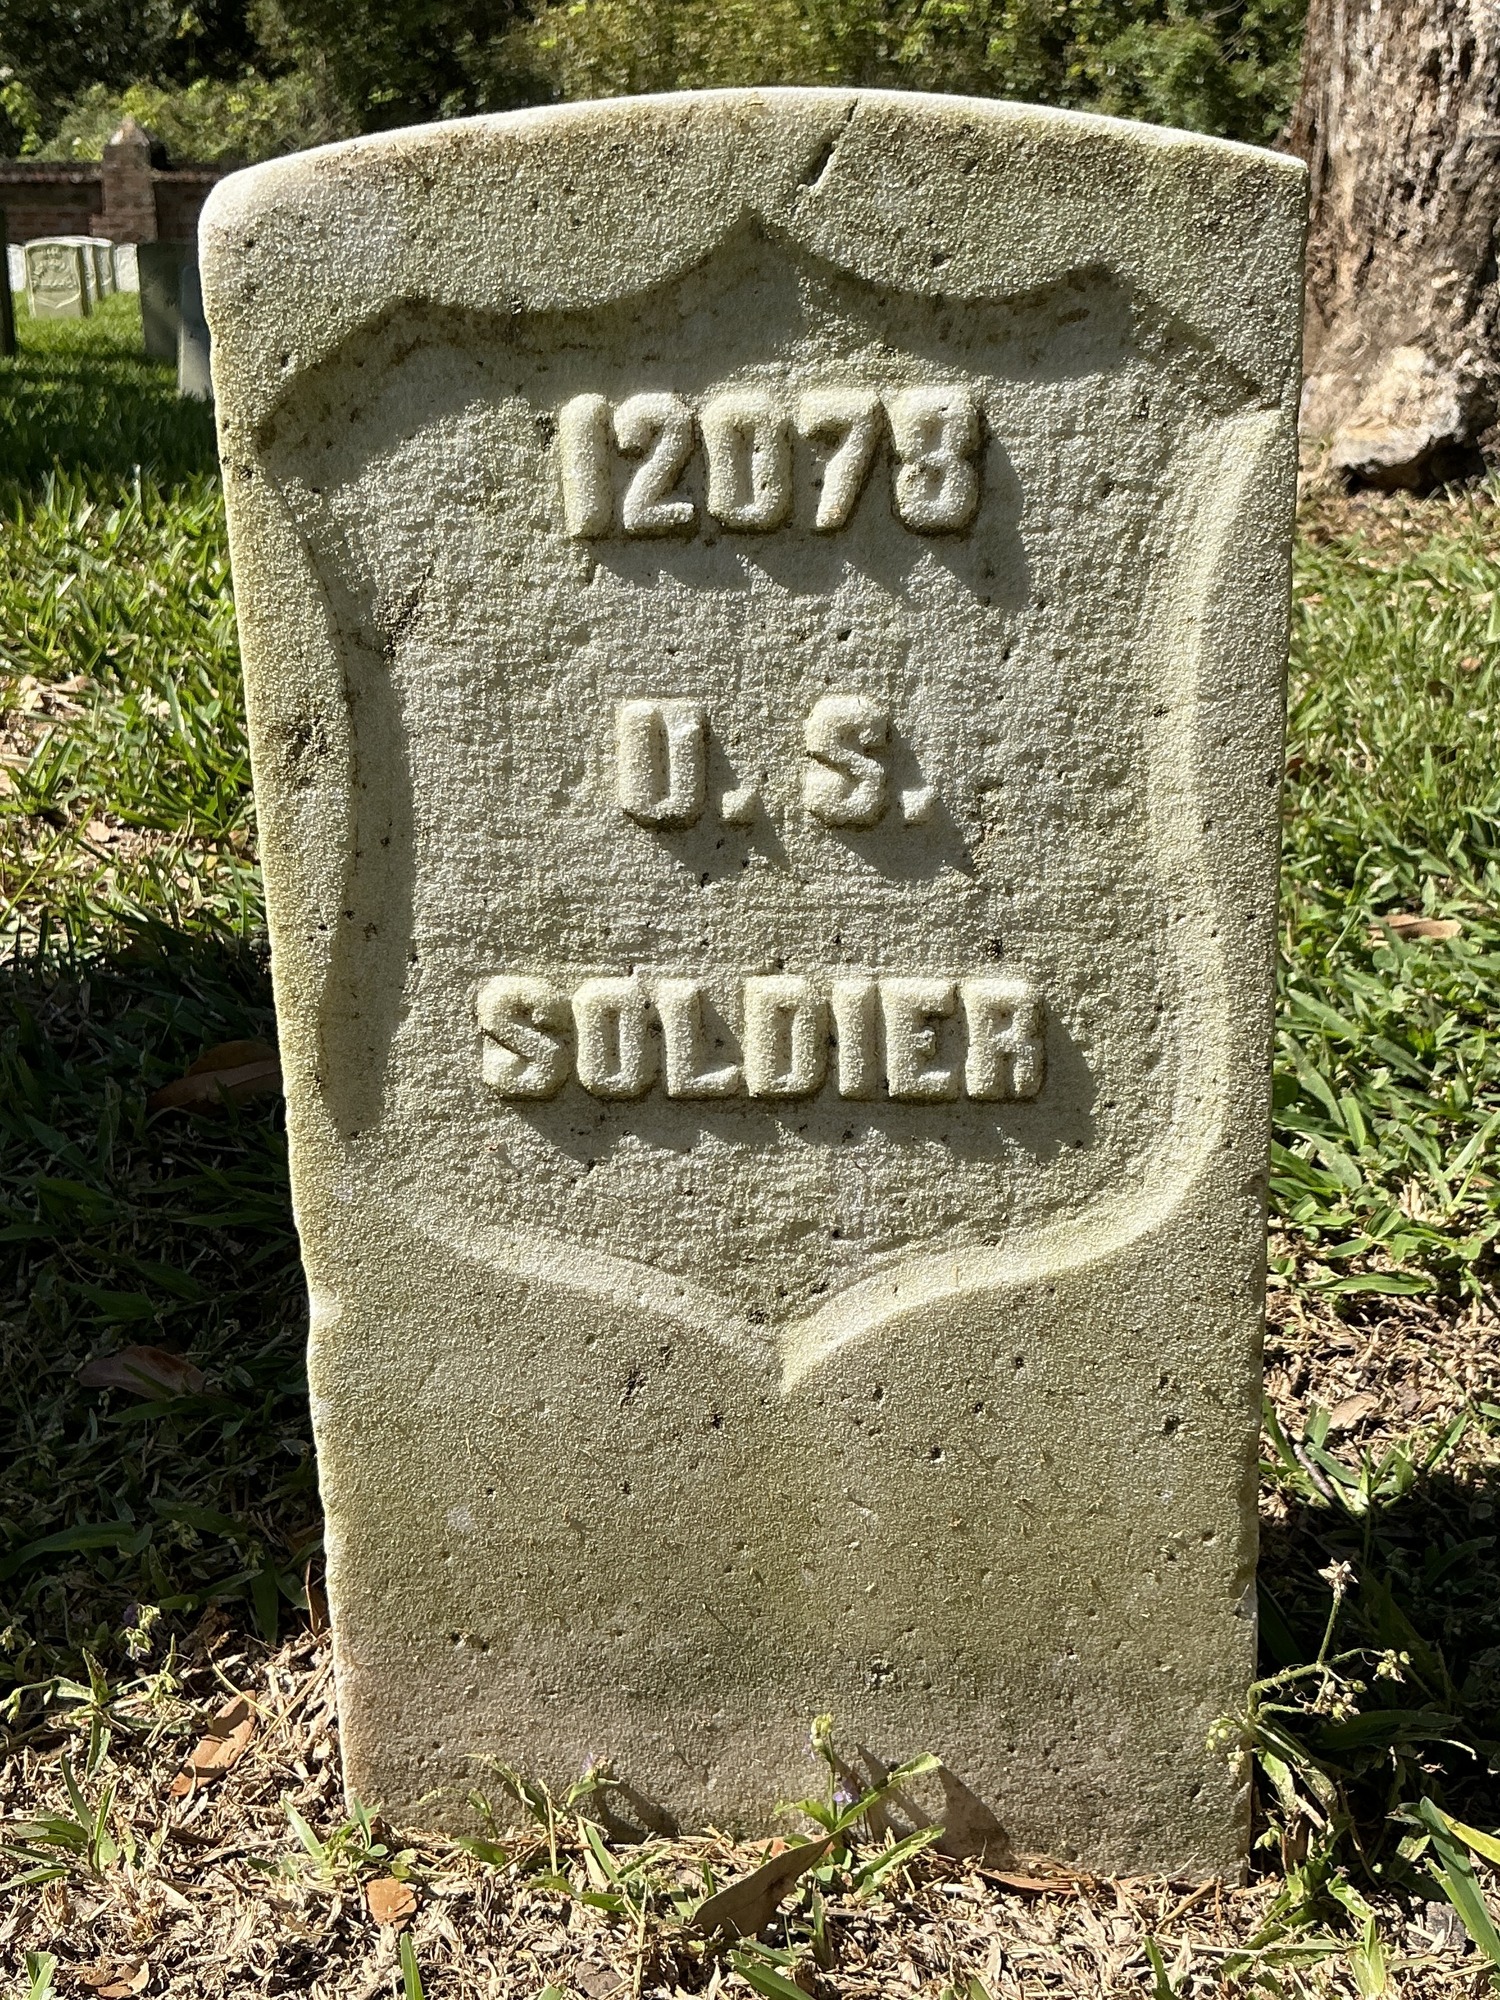 12078
U. S.
SOLDIER